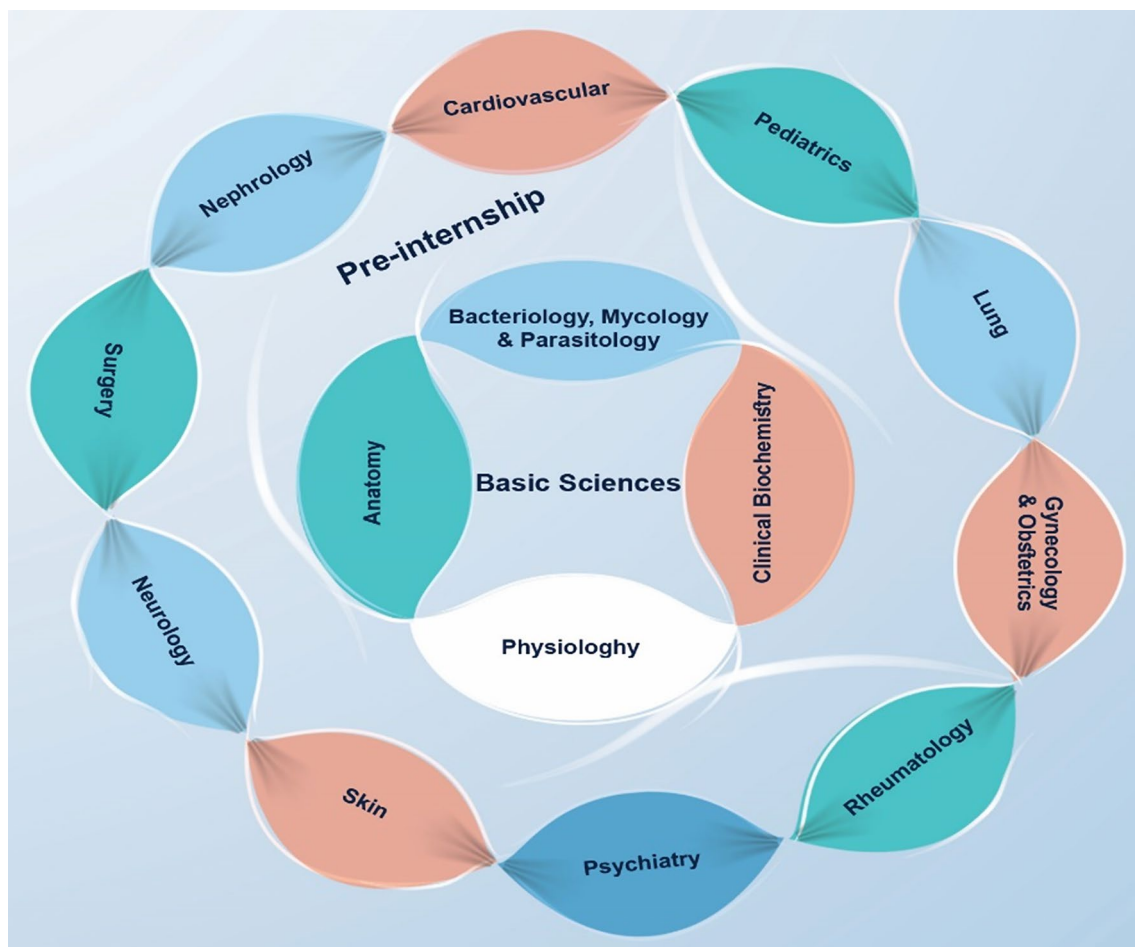 Cardiovascular
Pediatrics
Nephrology
Pre-internship
Lung
Bacteriology, Mycology
& Parasitology
Surgery
Anatomy
Basic Sciences
Clinical Biochemistry
Gynecology
& Obstetrics
Physiologhy
Neurology
Rheumatology
Skin
Psychiatry